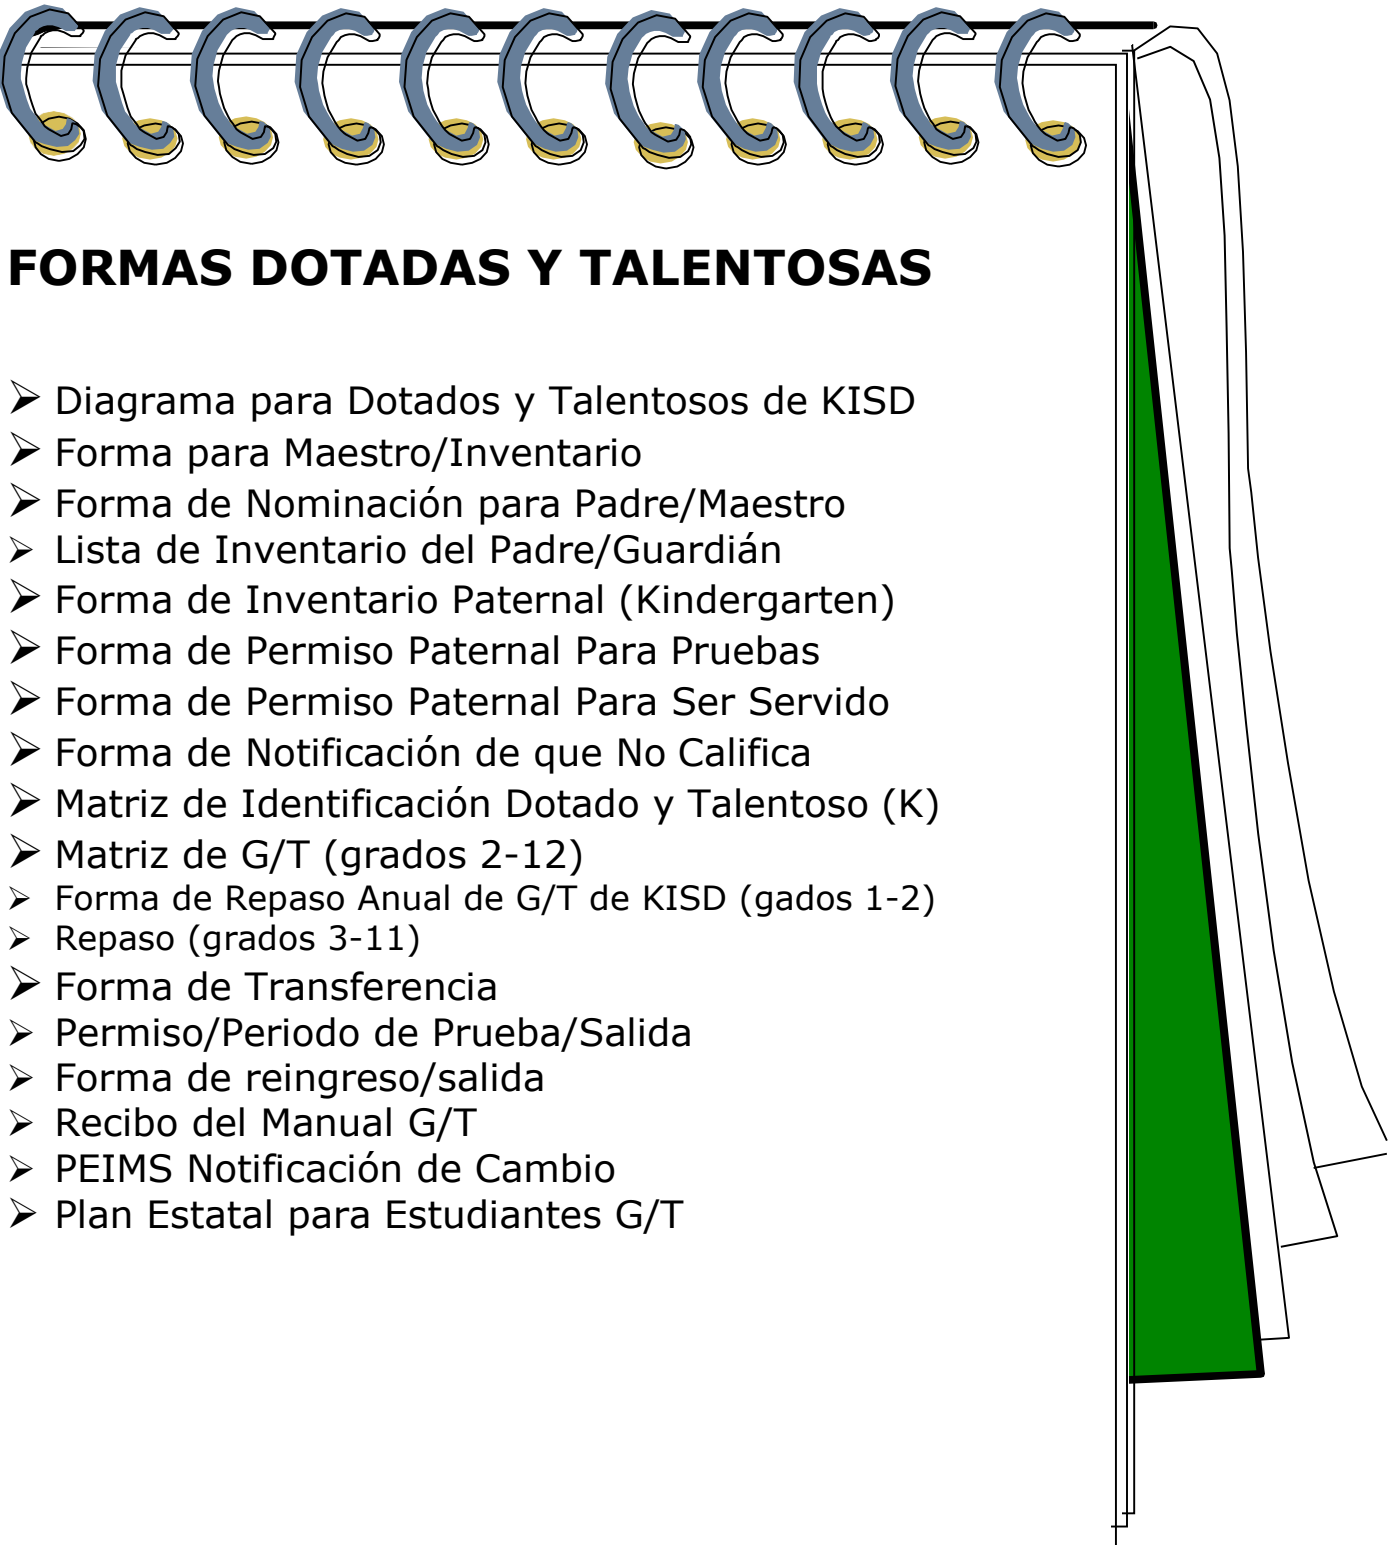 FORMAS DOTADAS Y TALENTOSAS
➢ Diagrama para Dotados y Talentosos de KISD
➢ Forma para Maestro/Inventario
➢ Forma de Nominación para Padre/Maestro
➢ Lista de Inventario del Padre/Guardián
➢ Forma de Inventario Paternal (Kindergarten)
➢ Forma de Permiso Paternal Para Pruebas
➢ Forma de Permiso Paternal Para Ser Servido
➢ Forma de Notificación de que No Califica
➢ Matriz de Identificación Dotado y Talentoso (K)
➢ Matriz de G/T (grados 2-12)
➢ Forma de Repaso Anual de G/T de KISD (gados 1-2)
➢ Repaso (grados 3-11)
➢ Forma de Transferencia
➢ Permiso/Periodo de Prueba/Salida
➢ Forma de reingreso/salida
➢ Recibo del Manual G/T
➢ PEIMS Notificación de Cambio
➢ Plan Estatal para Estudiantes G/T